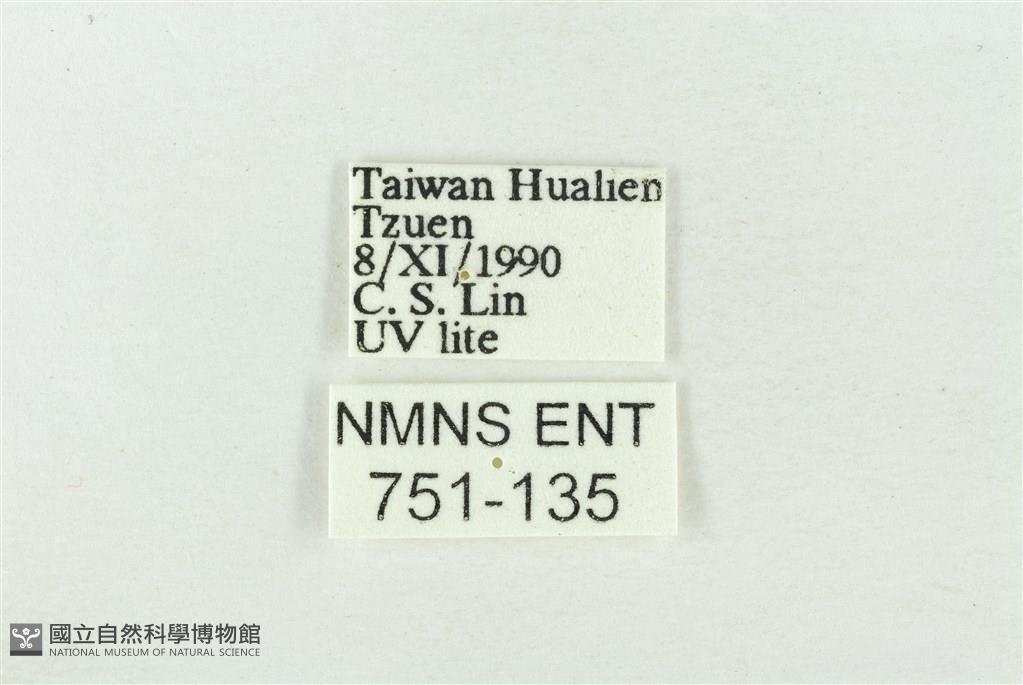 Taiwan Hualien
Tzuen
8/XI/1990
C. S. Lin
UV lite
NMNS ENT
751-135
國立自然科學博物館
NATIONAL MUSEUM OF NATURAL SCIENCE